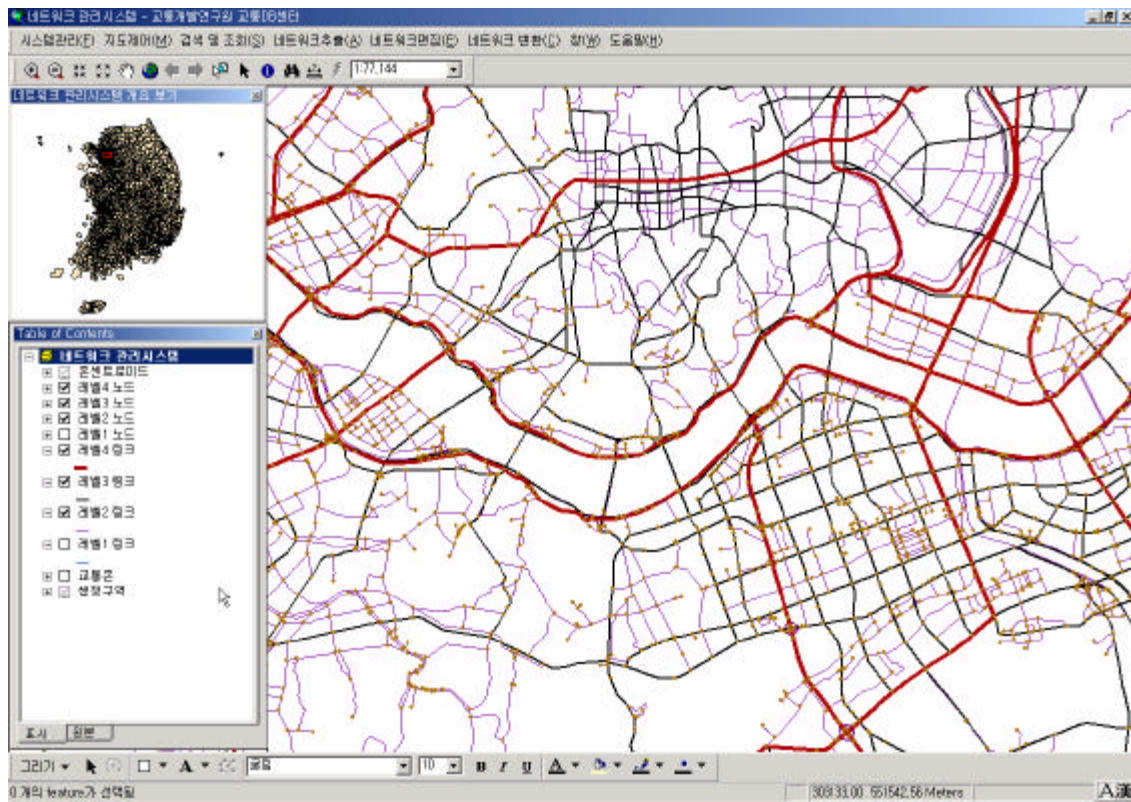 네트워크 관리시스템 - 교통개발연구원 교통DB센터
시스템관리(F) 지도제어(M) 검색 및 조회(S) 네트워크추출(A) 네트워크편집(E) 네트워크 변환(C) 창(W) 도움말(H)
1:77,144
네트워크 관리시스템 개요 보기
Table of Contents
네트워크 관리시스템
존센트로이드
레벨4 노드
레벨3 노드
레벨2 노드
레벨1 노드
레벨4 링크
레벨3 링크
레벨2 링크
레벨1 링크
교통존
행정구역
표시 원본
그리기 A 굴림 10 B I U A
0 개의 feature가 선택됨
551542.56 Meters
A漢